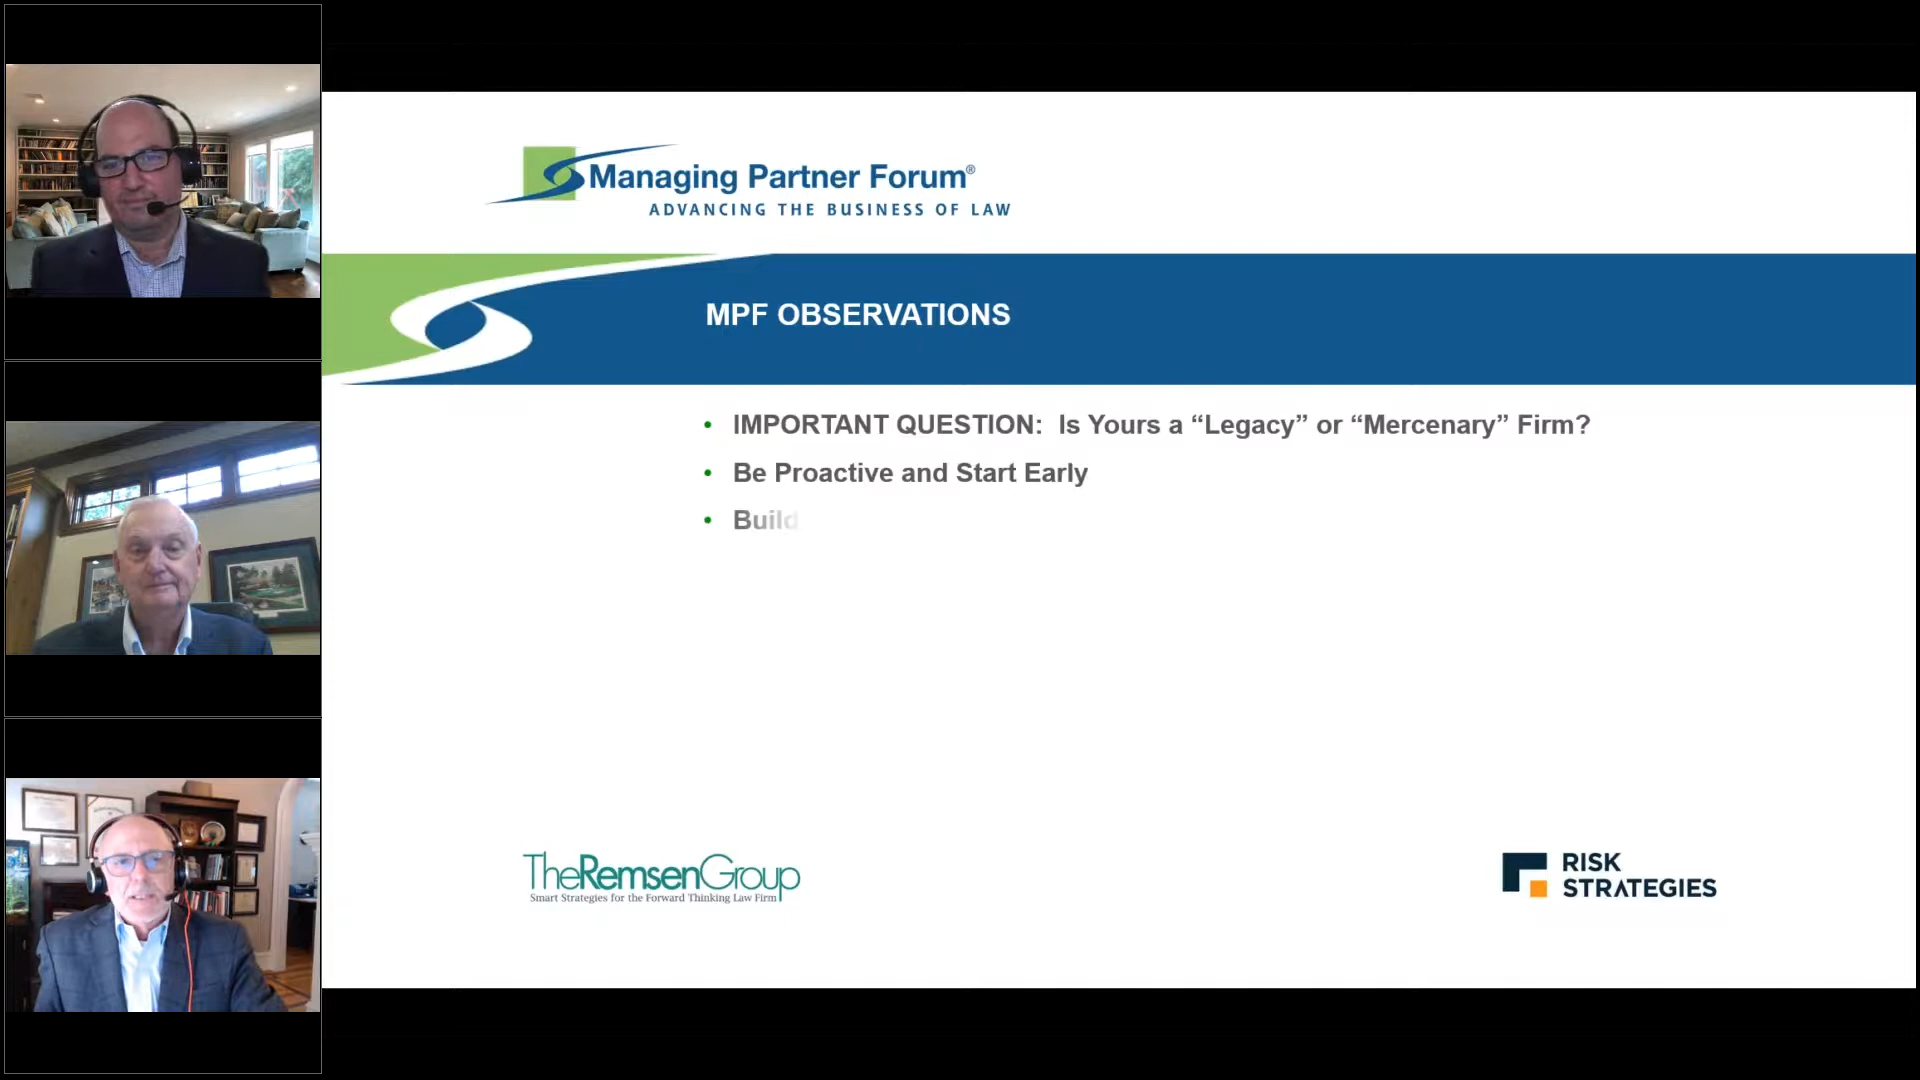 Managing Partner Forum®
ADVANCING THE BUSINESS OF LAW
MPF OBSERVATIONS
• IMPORTANT QUESTION:  Is Yours a “Legacy” or “Mercenary” Firm?
• Be Proactive and Start Early
• Build
TheRemsenGroup
Smart Strategies for the Forward Thinking Law Firm
RISK
STRATEGIES